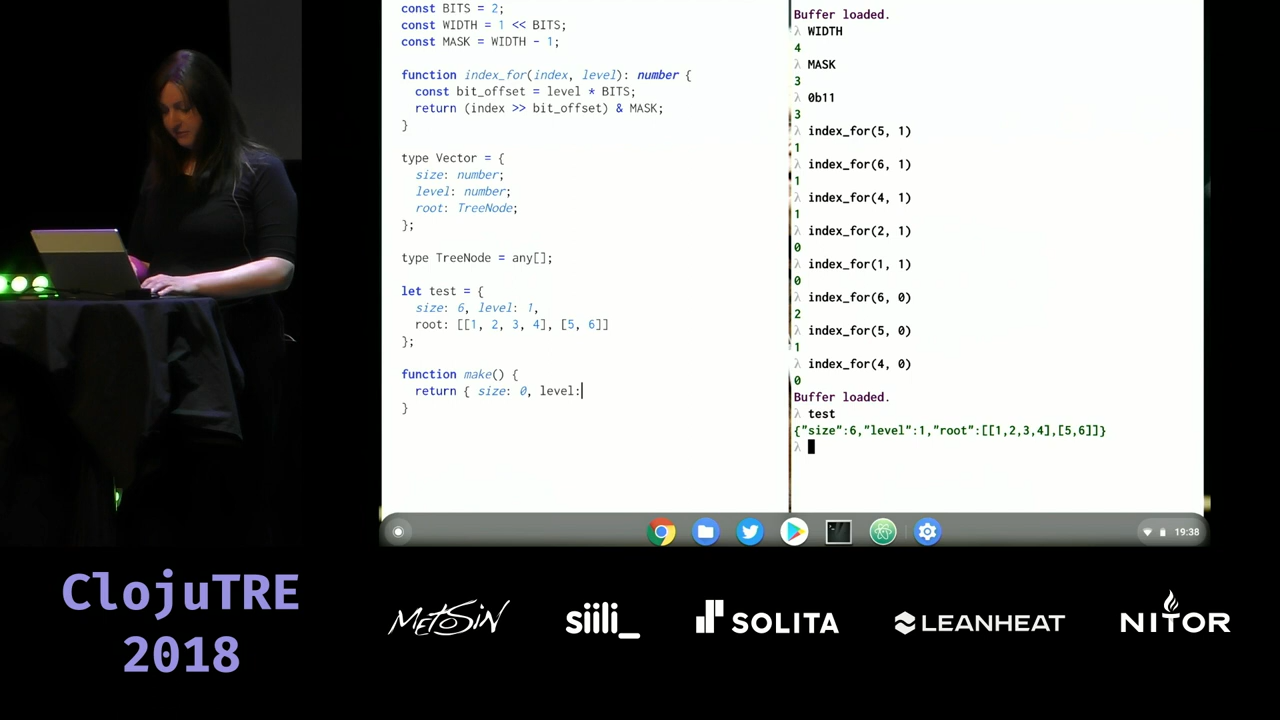 const BITS = 2;
const WIDTH = 1 << BITS;
const MASK = WIDTH - 1;
function index_for(index, level): number {
const bit_offset = level * BITS;
return (index >> bit_offset) & MASK;
}
type Vector = {
size: number;
level: number;
root: TreeNode;
};
type TreeNode = any[];
let test = {
size: 6, level: 1,
root: [[1, 2, 3, 4], [5, 6]]
};
function make() {
return { size: 0, level:
}
Buffer loaded.
λ WIDTH
4
λ MASK
3
λ 0b11
3
λ index_for(5, 1)
1
λ index_for(6, 1)
1
λ index_for(4, 1)
1
λ index_for(2, 1)
0
λ index_for(1, 1)
0
λ index_for(6, 0)
2
λ index_for(5, 0)
1
λ index_for(4, 0)
0
Buffer loaded.
λ test
{"size":6,"level":1,"root":[[1,2,3,4],[5,6]]}
λ
19:38
ClojuTRE
2018
METOSIN
siili_
SOLITA
LEANHEAT
NITOR